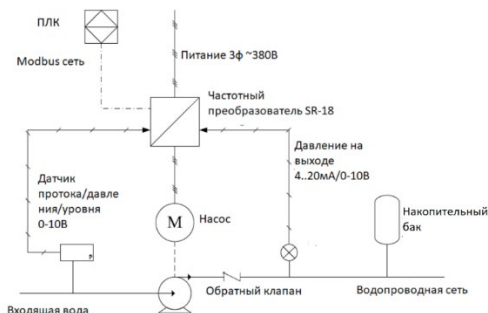 ПЛК
Modbus сеть
Питание 3ф ~380В
Частотный
преобразователь SR-18
Давление на
выходе
4..20мА/0-10В
Датчик
протока/давле
ния/уровня
0-10В
P
М
Насос
Накопительный
бак
Обратный клапан
Водопроводная сеть
Входящая вода